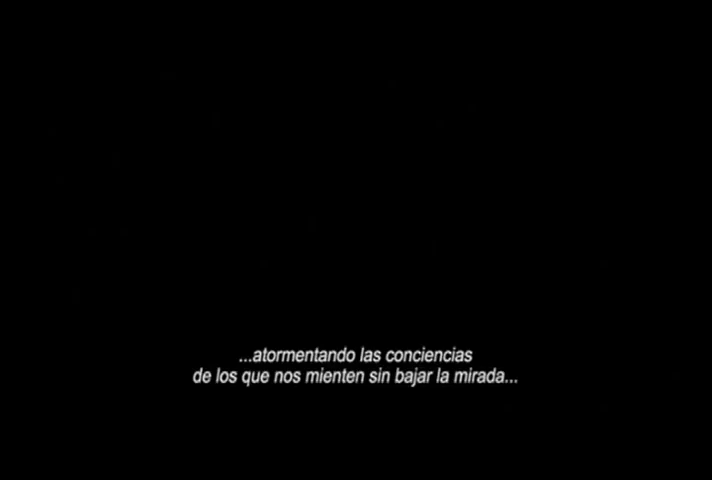 ...atormentando las conciencias
de los que nos mienten sin bajar la mirada...